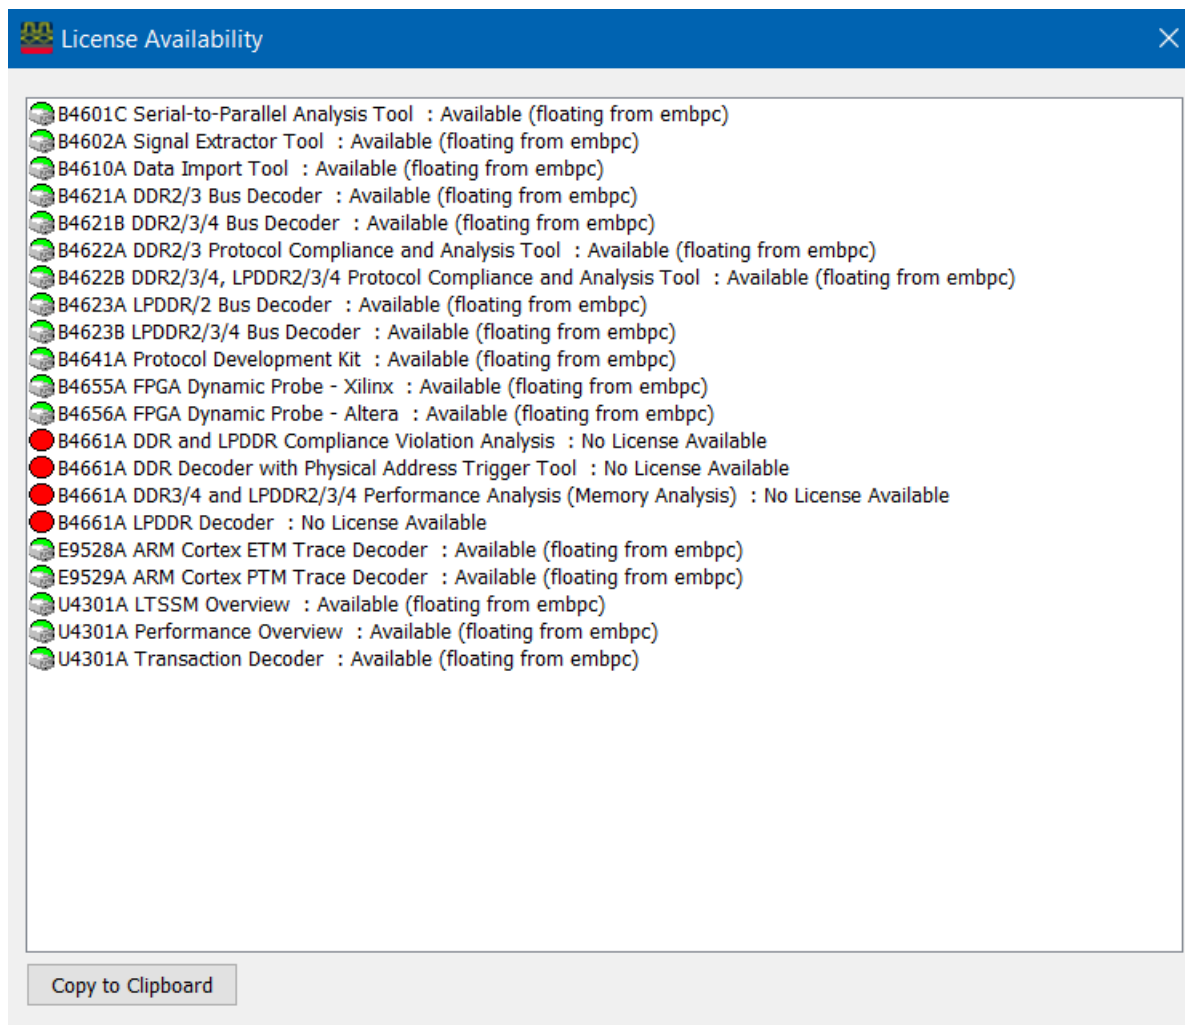 License Availability
B4601C Serial-to-Parallel Analysis Tool : Available (floating from embpc)
B4602A Signal Extractor Tool : Available (floating from embpc)
B4610A Data Import Tool : Available (floating from embpc)
B4621A DDR2/3 Bus Decoder : Available (floating from embpc)
B4621B DDR2/3/4 Bus Decoder : Available (floating from embpc)
B4622A DDR2/3 Protocol Compliance and Analysis Tool : Available (floating from embpc)
B4622B DDR2/3/4, LPDDR2/3/4 Protocol Compliance and Analysis Tool : Available (floating from embpc)
B4623A LPDDR/2 Bus Decoder : Available (floating from embpc)
B4623B LPDDR2/3/4 Bus Decoder : Available (floating from embpc)
B4641A Protocol Development Kit : Available (floating from embpc)
B4655A FPGA Dynamic Probe - Xilinx : Available (floating from embpc)
B4656A FPGA Dynamic Probe - Altera : Available (floating from embpc)
B4661A DDR and LPDDR Compliance Violation Analysis : No License Available
B4661A DDR Decoder with Physical Address Trigger Tool : No License Available
B4661A DDR3/4 and LPDDR2/3/4 Performance Analysis (Memory Analysis) : No License Available
B4661A LPDDR Decoder : No License Available
E9528A ARM Cortex ETM Trace Decoder : Available (floating from embpc)
E9529A ARM Cortex PTM Trace Decoder : Available (floating from embpc)
U4301A LTSSM Overview : Available (floating from embpc)
U4301A Performance Overview : Available (floating from embpc)
U4301A Transaction Decoder : Available (floating from embpc)
Copy to Clipboard